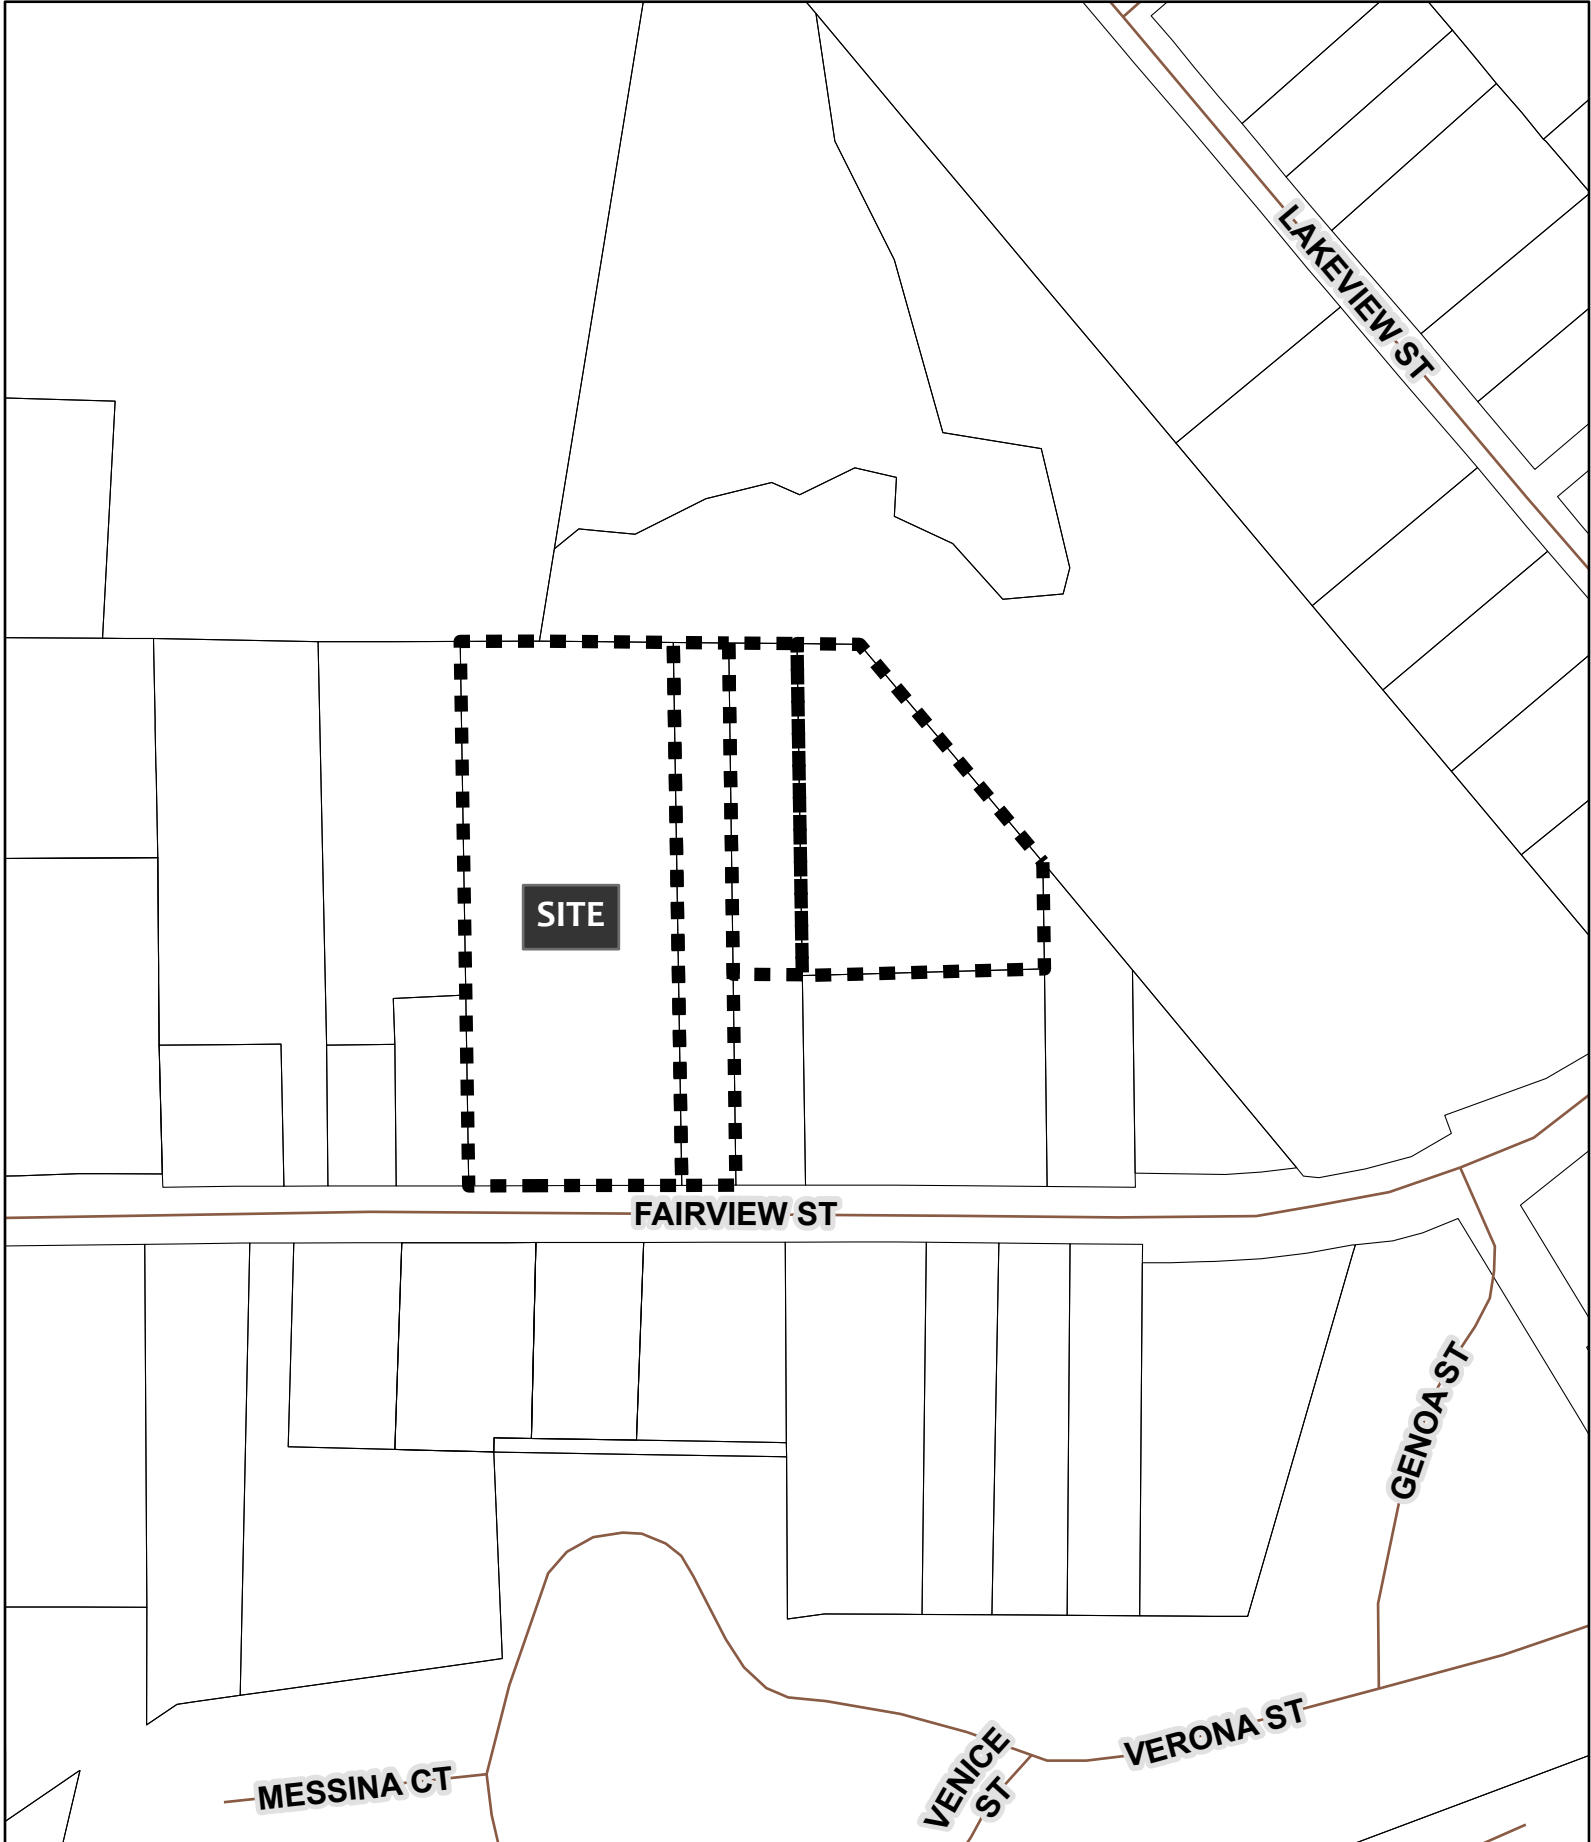 LAKEVIEW ST
SITE
FAIRVIEW ST
GENOA ST
VERONA ST
VENICE
ST
MESSINA CT